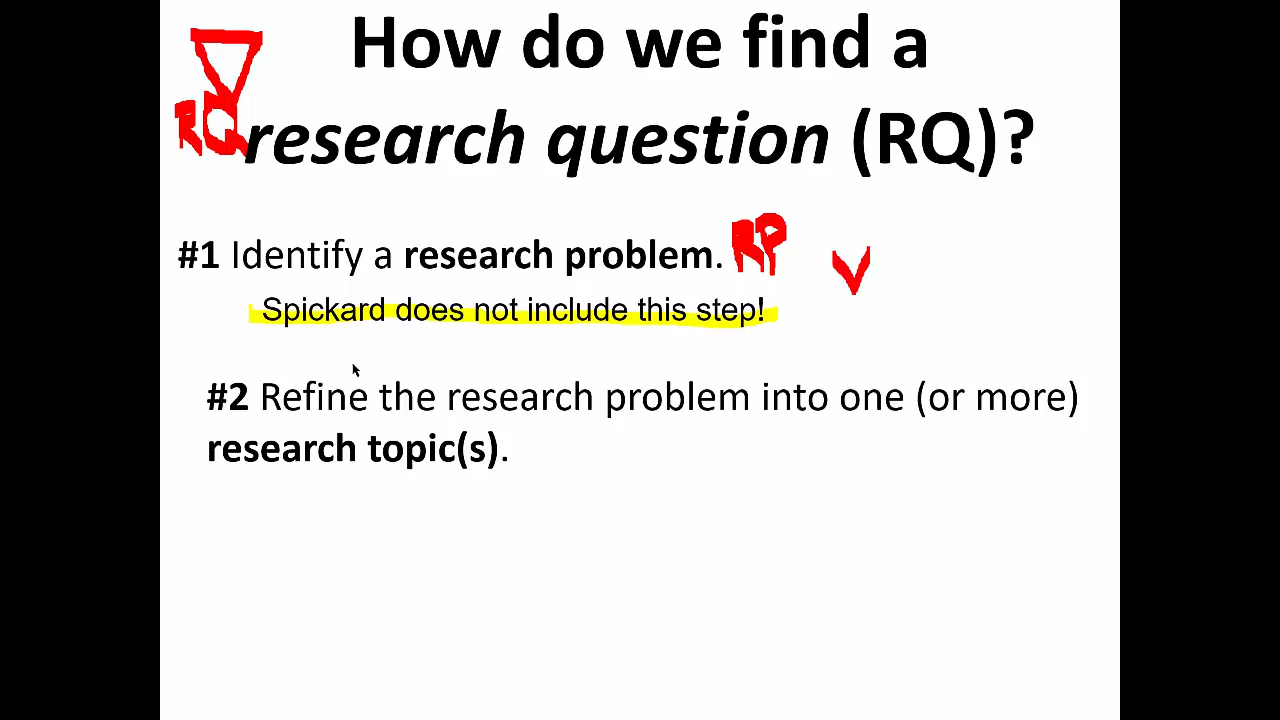 How do we find a
RQ
research question (RQ)?
#1 Identify a research problem. RP
Spickard does not include this step!
#2 Refine the research problem into one (or more)
research topic(s).